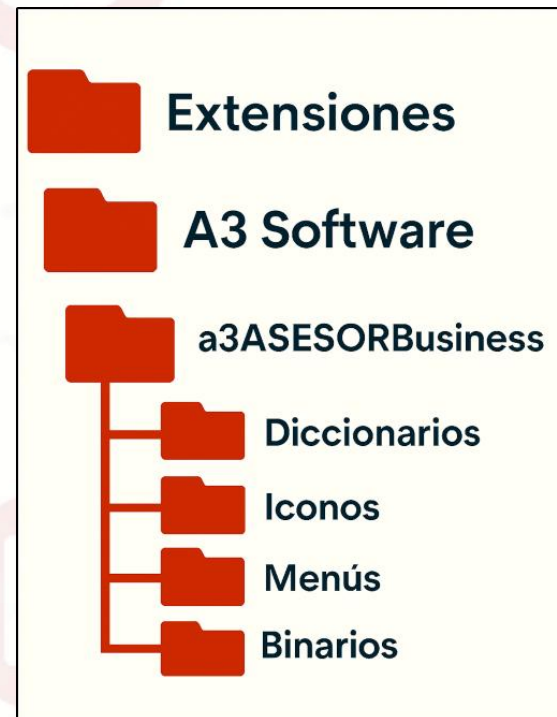 Extensiones
A3 Software
a3ASESORBusiness
Diccionarios
Iconos
Menús
Binarios